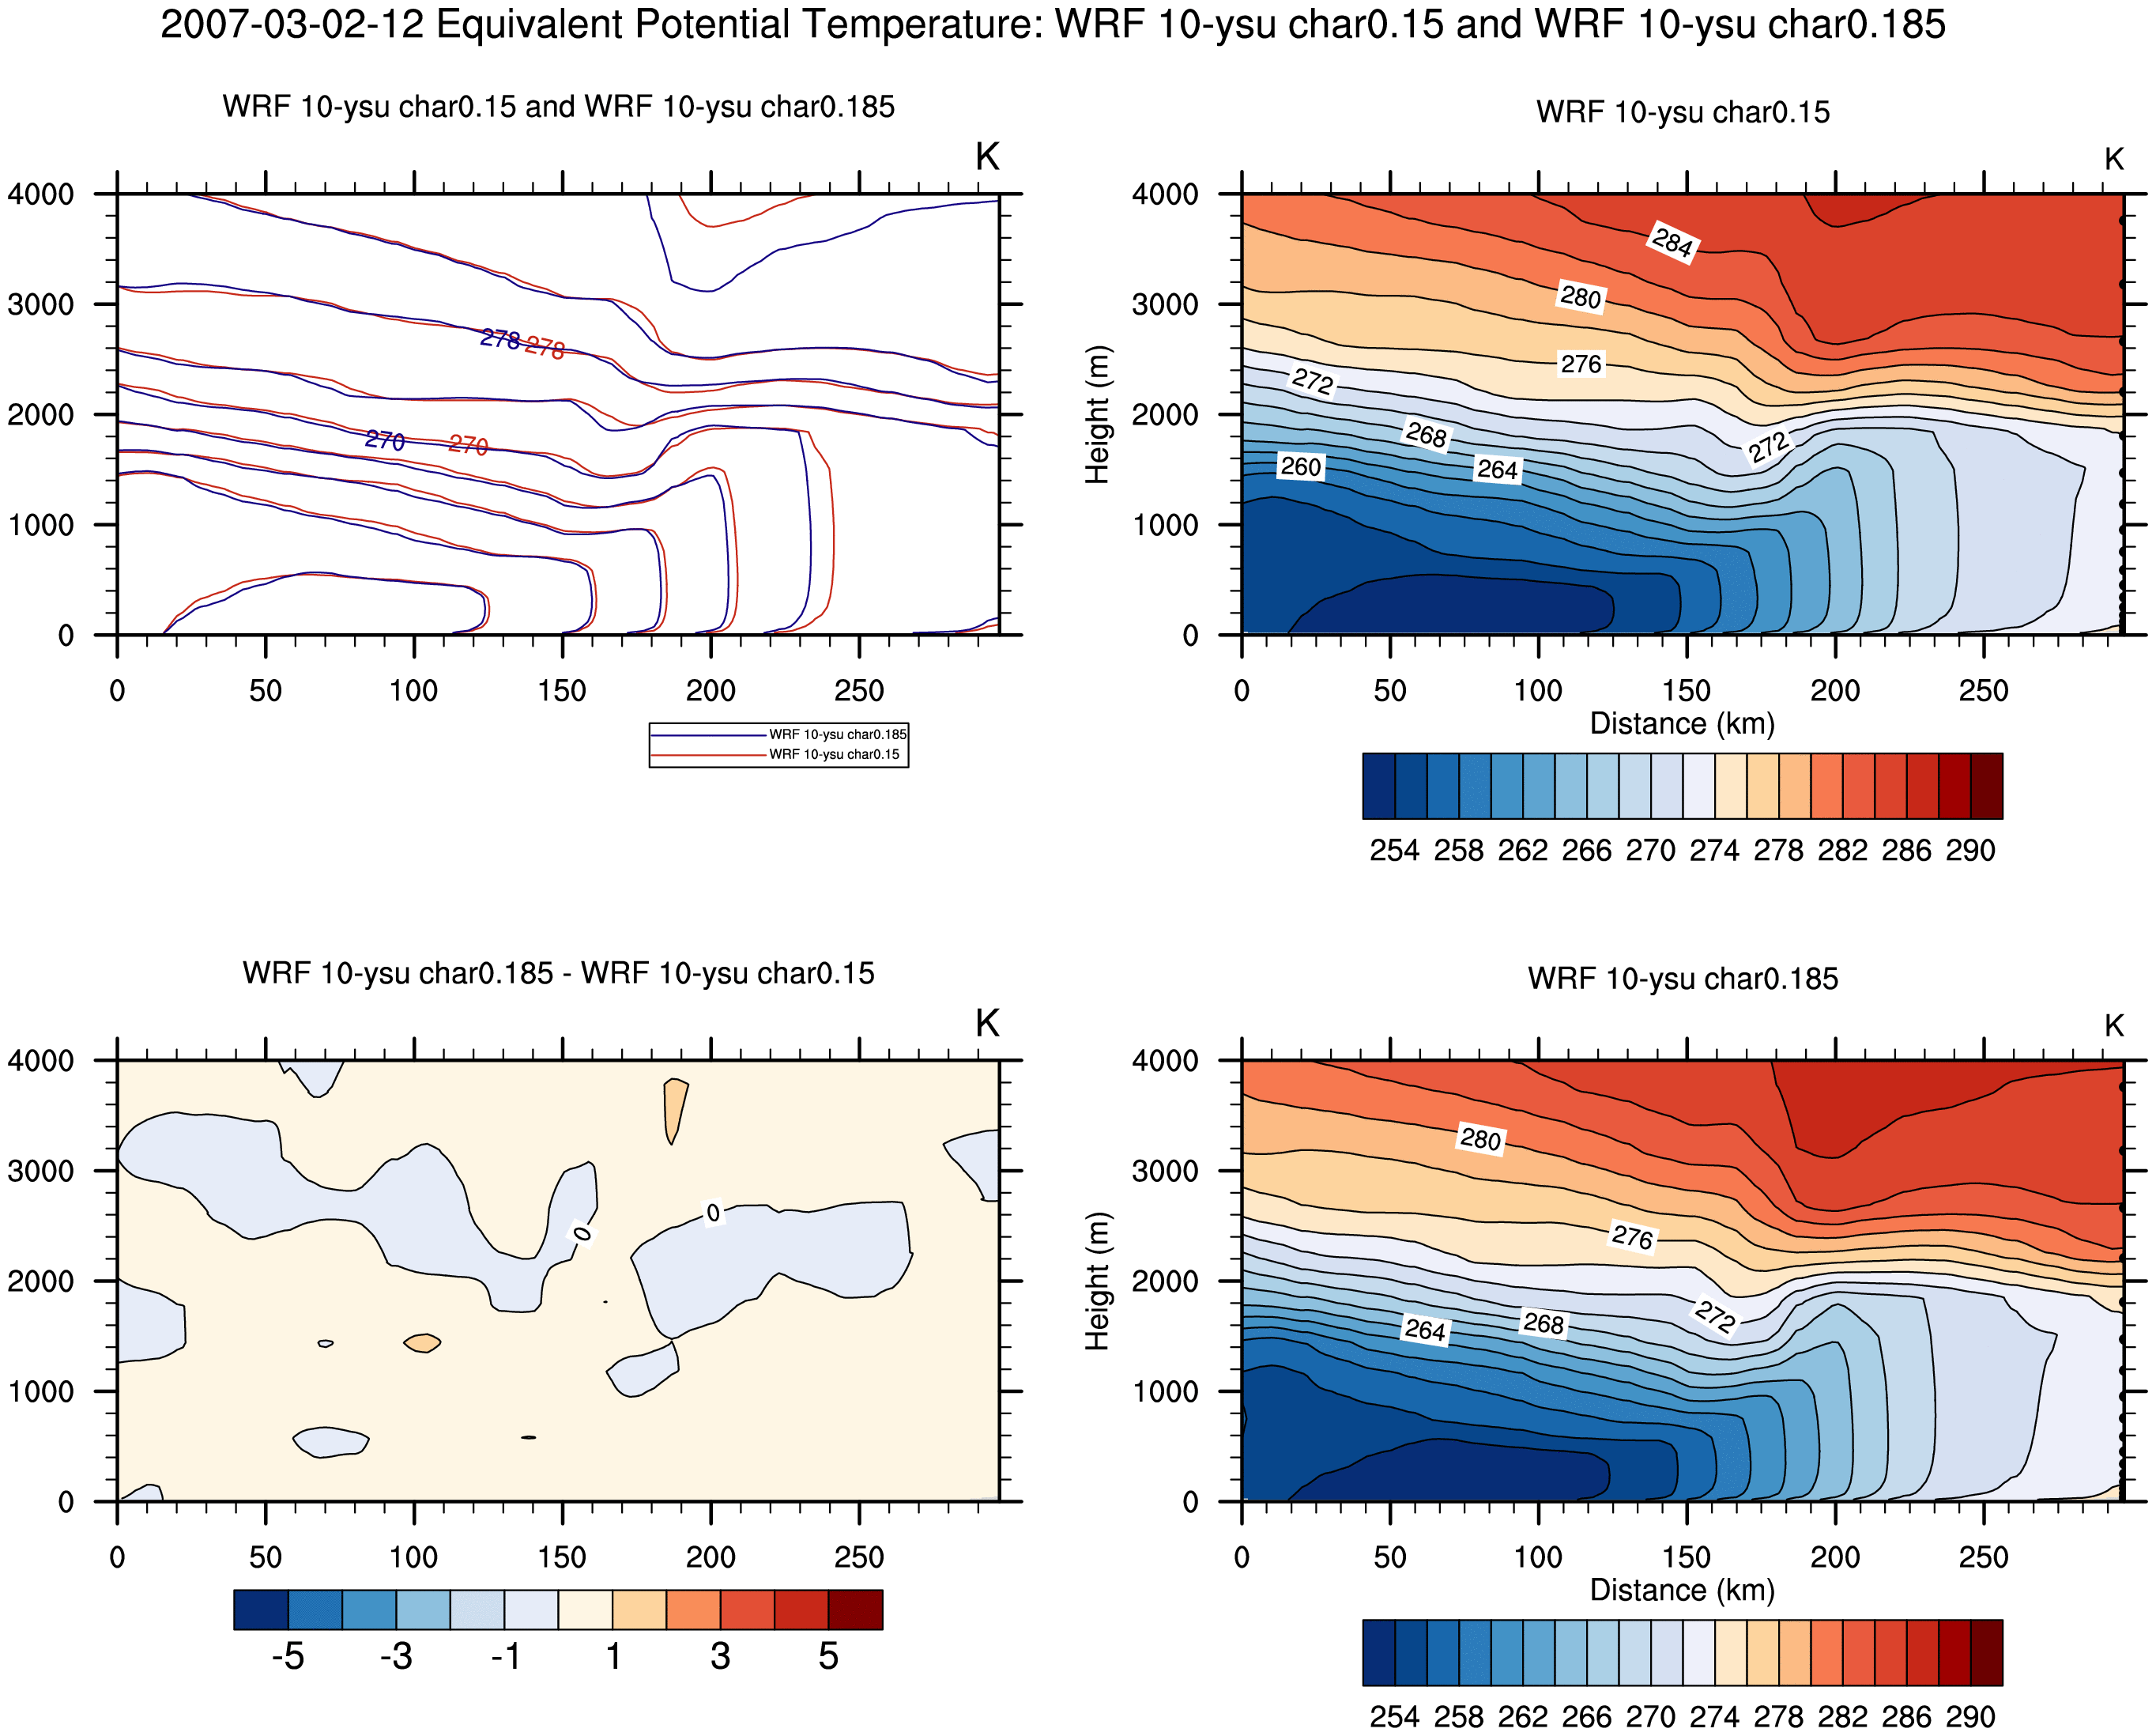 2007-03-02-12 Equivalent Potential Temperature: WRF 10-ysu char0.15 and WRF 10-ysu char0.185
WRF 10-ysu char0.15 and WRF 10-ysu char0.185
K
4000
3000
2000
1000
0
278 278
270 270
0 50 100 150 200 250
WRF 10-ysu char0.185
WRF 10-ysu char0.15
WRF 10-ysu char0.15
K
Height (m)
4000
3000
2000
1000
0
284
280
276
272
268
272
260
264
0 50 100 150 200 250
Distance (km)
254 258 262 266 270 274 278 282 286 290
WRF 10-ysu char0.185 - WRF 10-ysu char0.15
K
4000
3000
2000
1000
0
0
0
0 50 100 150 200 250
-5 -3 -1 1 3 5
WRF 10-ysu char0.185
K
Height (m)
4000
3000
2000
1000
0
280
276
272
264
268
0 50 100 150 200 250
Distance (km)
254 258 262 266 270 274 278 282 286 290